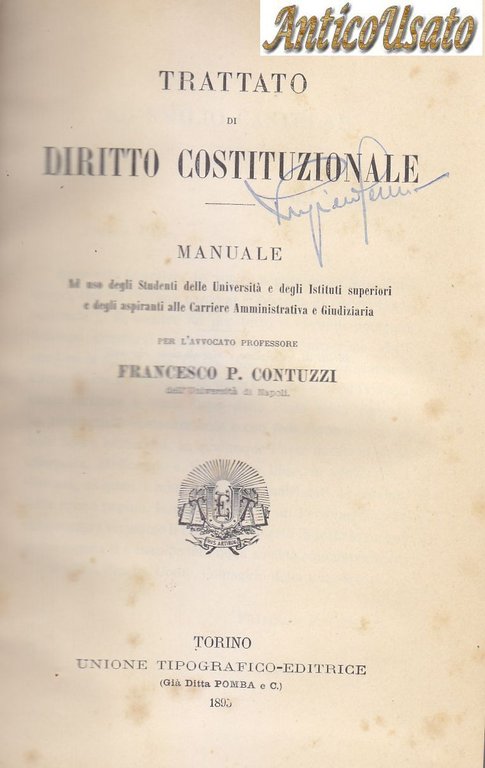 AnticoUsato
TRATTATO
DI
DIRITTO COSTITUZIONALE
MANUALE
Ad uso degli Studenti delle Università e degli Istituti superiori
e degli aspiranti alle Carriere Amministrativa e Giudiziaria
PER L'AVVOCATO PROFESSORE
FRANCESCO P. CONTUZZI
dell'Università di Napoli.
TORINO
UNIONE TIPOGRAFICO-EDITRICE
(Già Ditta POMBA e C.)
1895